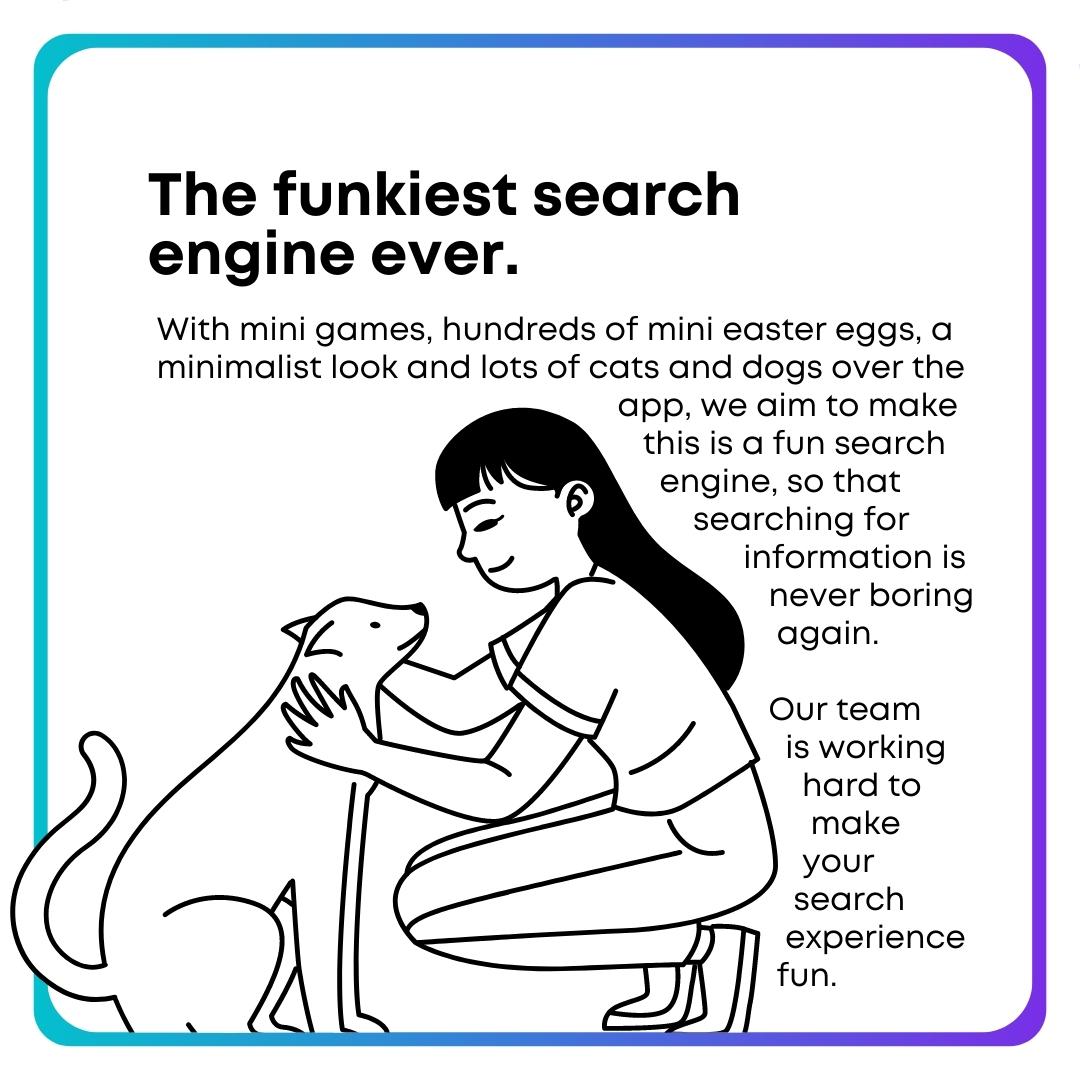 The funkiest search
engine ever.
With mini games, hundreds of mini easter eggs, a
minimalist look and lots of cats and dogs over the
app, we aim to make
this is a fun search
engine, so that
searching for
information is
never boring
again.
Our team
is working
hard to
make
your
search
experience
fun.